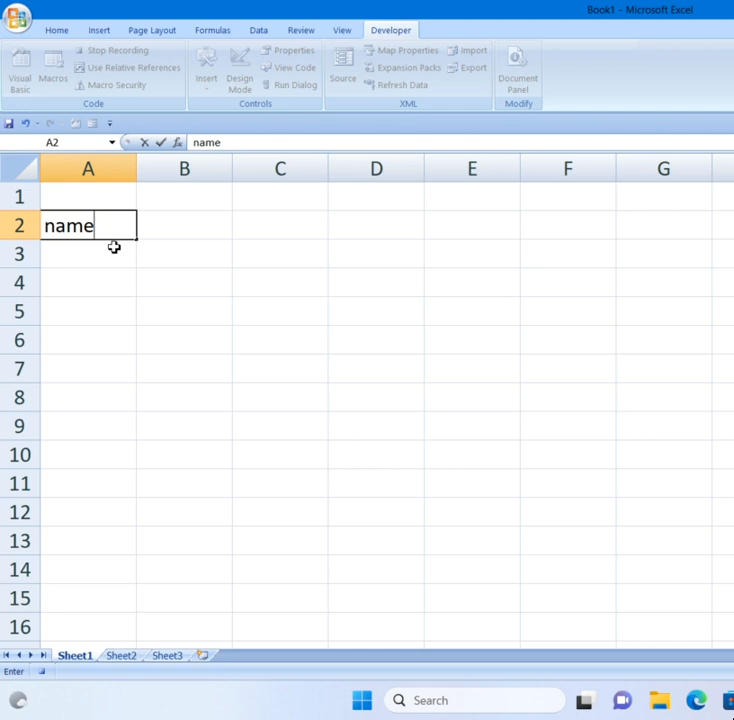 Book1 - Microsoft Excel
Home Insert Page Layout Formulas Data Review View Developer
Visual Basic
Macros
Stop Recording
Use Relative References
Macro Security
Code
Insert
Design Mode
Properties
View Code
Run Dialog
Controls
Source
Map Properties
Expansion Packs
Refresh Data
Import
Export
XML
Document Panel
Modify
A2 fx name
A B C D E F G
1
2 name
3
4
5
6
7
8
9
10
11
12
13
14
15
16
Sheet1 Sheet2 Sheet3
Enter
Search